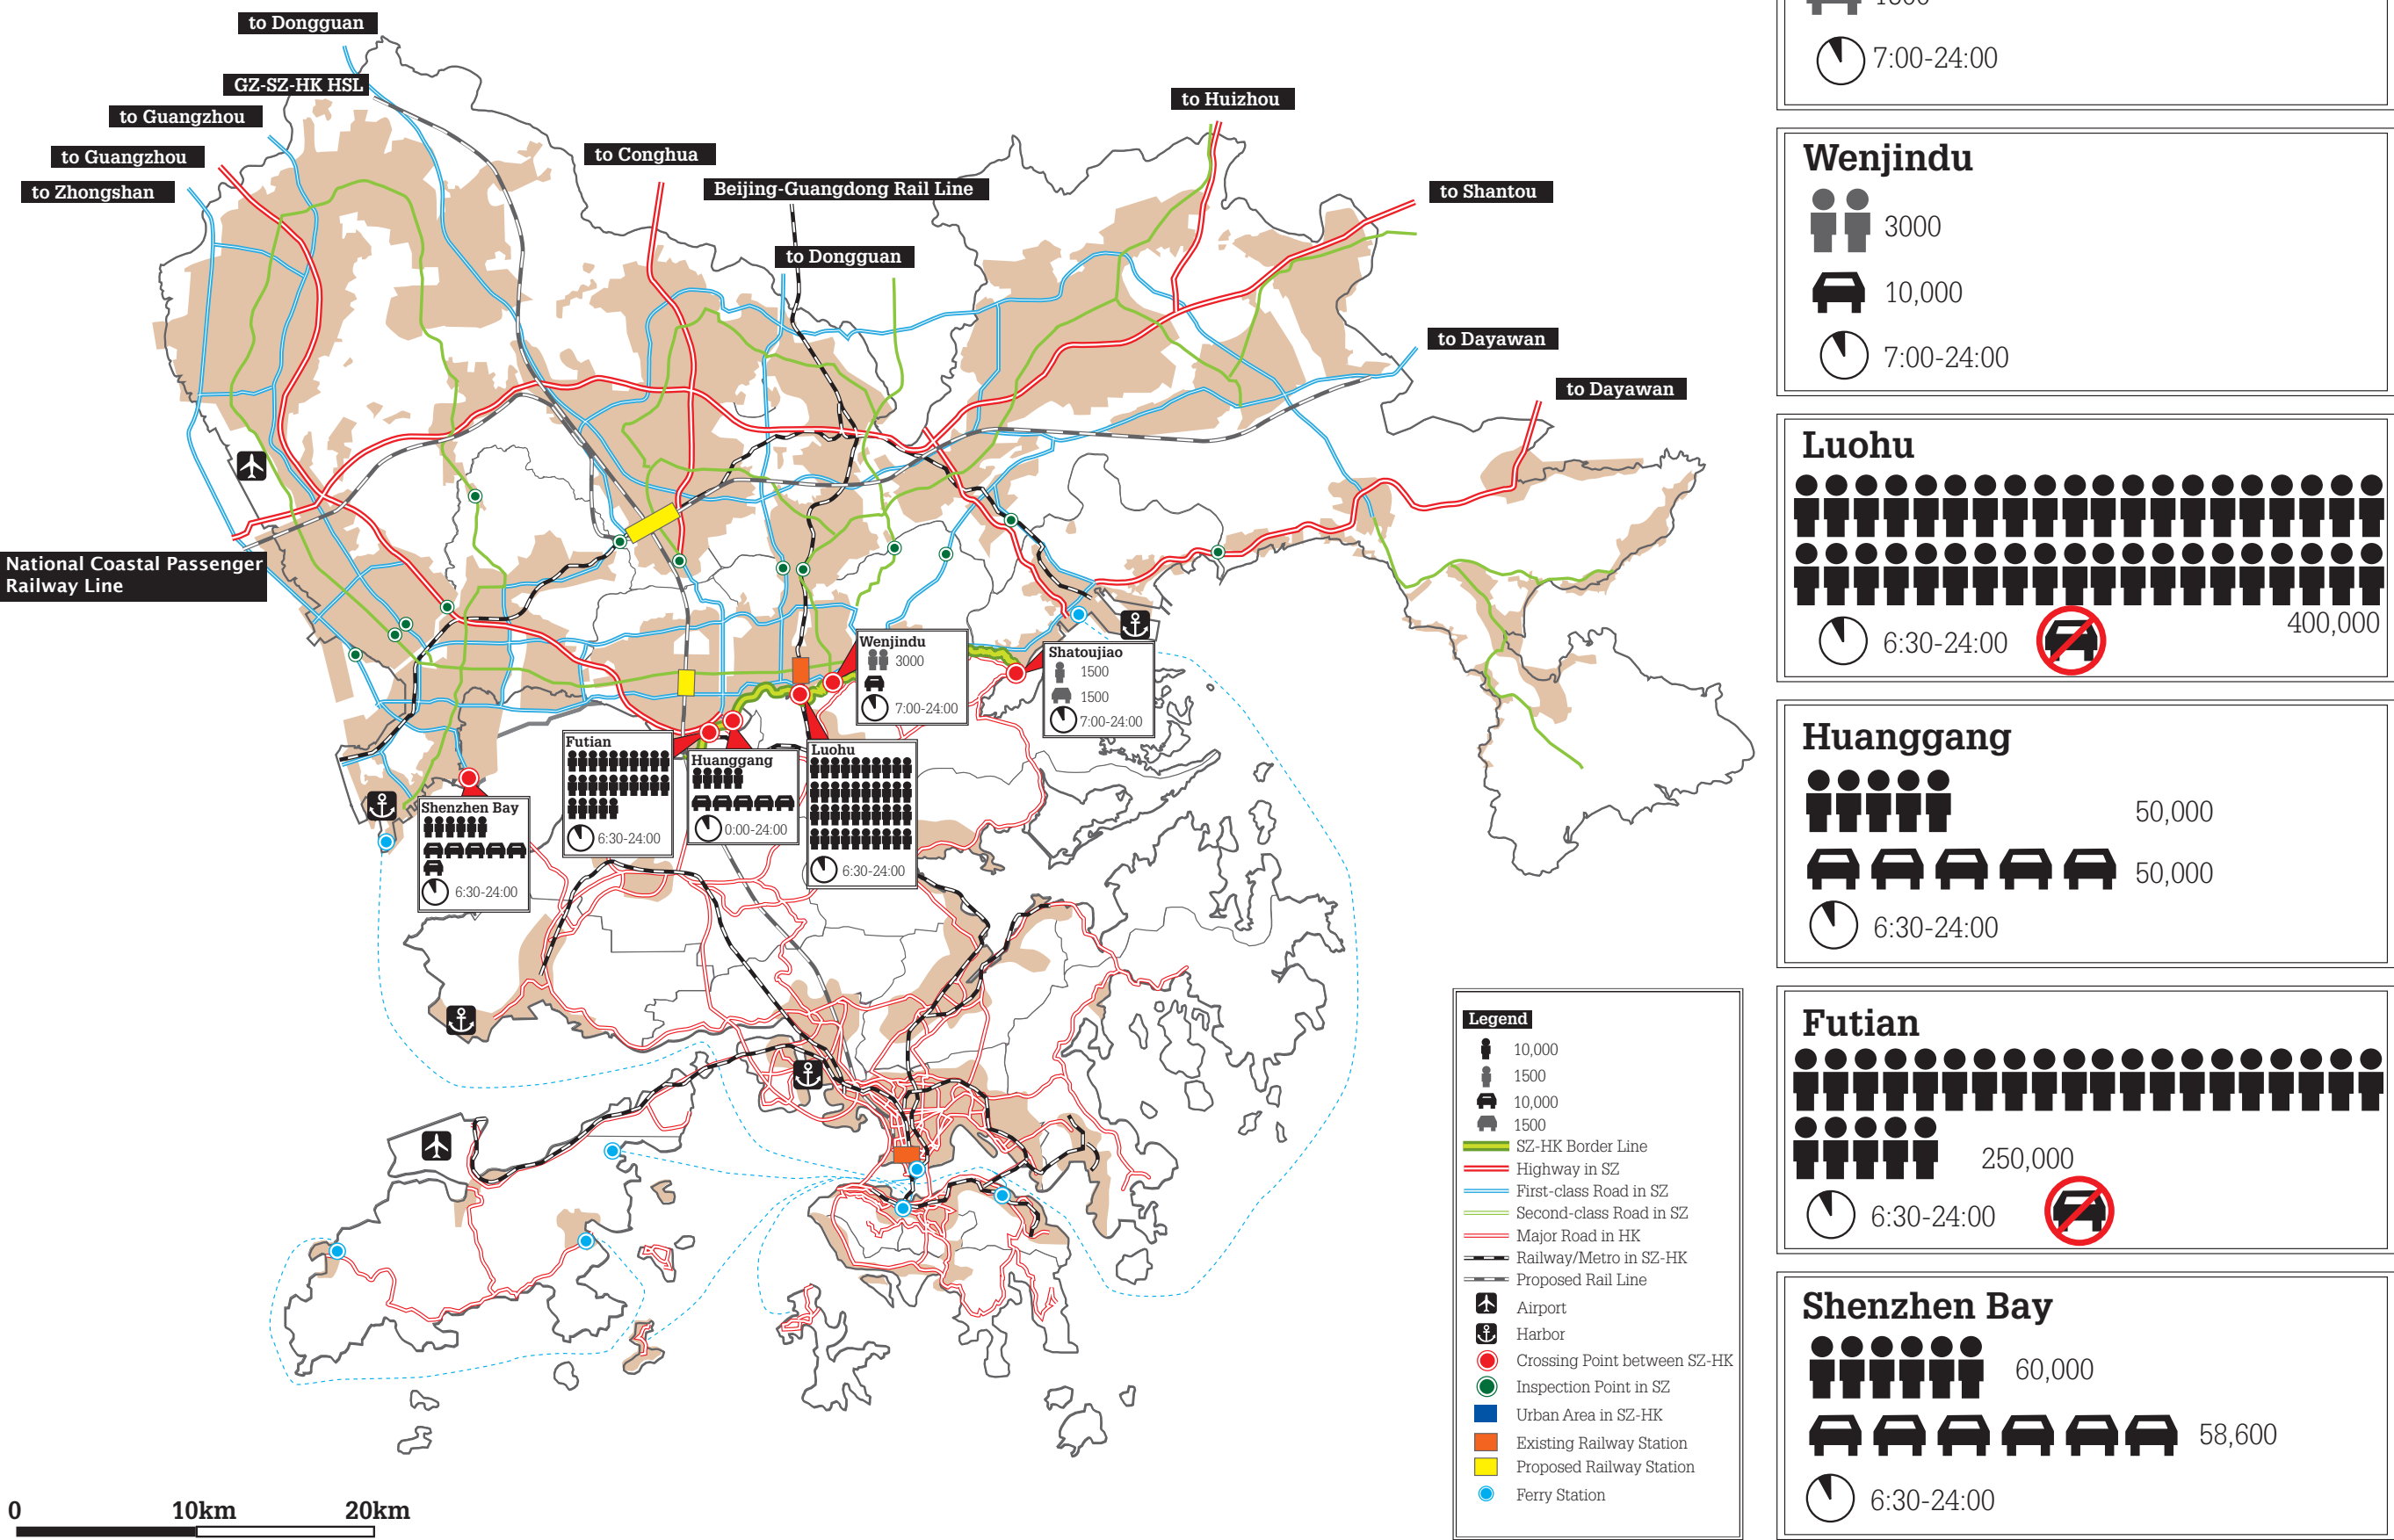 to Dongguan
GZ-SZ-HK HSL
to Guangzhou
to Guangzhou
to Zhongshan
to Conghua
Beijing-Guangdong Rail Line
to Dongguan
to Huizhou
to Shantou
to Dayawan
to Dayawan
National Coastal Passenger
Railway Line
Wenjindu
3000
7:00-24:00
Shatoujiao
1500
1500
7:00-24:00
Futian
6:30-24:00
Huanggang
0:00-24:00
Luohu
6:30-24:00
Shenzhen Bay
6:30-24:00
0
10km
20km
Legend
10,000
1500
10,000
1500
SZ-HK Border Line
Highway in SZ
First-class Road in SZ
Second-class Road in SZ
Major Road in HK
Railway/Metro in SZ-HK
Proposed Rail Line
Airport
Harbor
Crossing Point between SZ-HK
Inspection Point in SZ
Urban Area in SZ-HK
Existing Railway Station
Proposed Railway Station
Ferry Station
7:00-24:00
Wenjindu
3000
10,000
7:00-24:00
Luohu
400,000
6:30-24:00
Huanggang
50,000
50,000
6:30-24:00
Futian
250,000
6:30-24:00
Shenzhen Bay
60,000
58,600
6:30-24:00